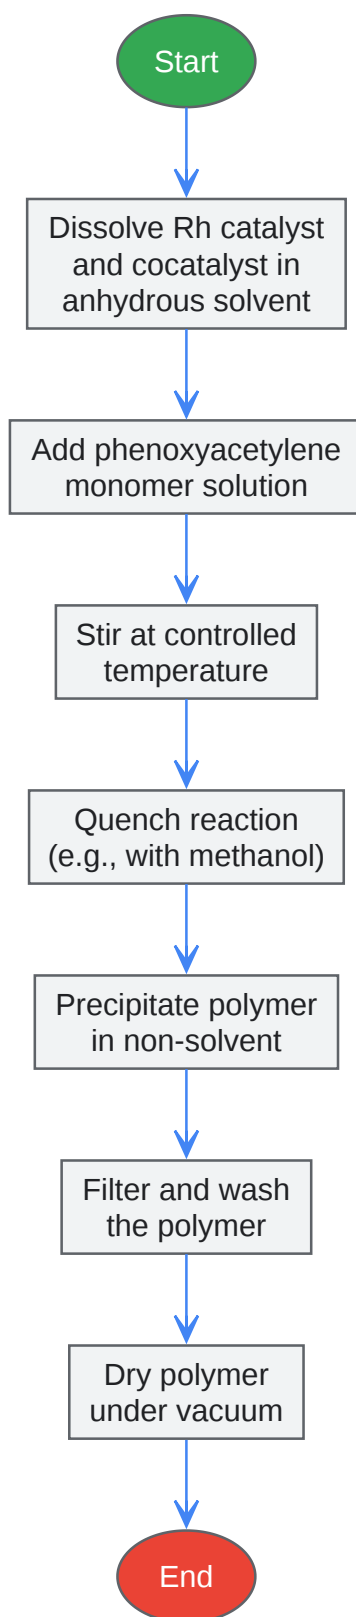 Start
Dissolve Rh catalyst
and cocatalyst in
anhydrous solvent
Add phenoxyacetylene
monomer solution
Stir at controlled
temperature
Quench reaction
(e.g., with methanol)
Precipitate polymer
in non-solvent
Filter and wash
the polymer
Dry polymer
under vacuum
End